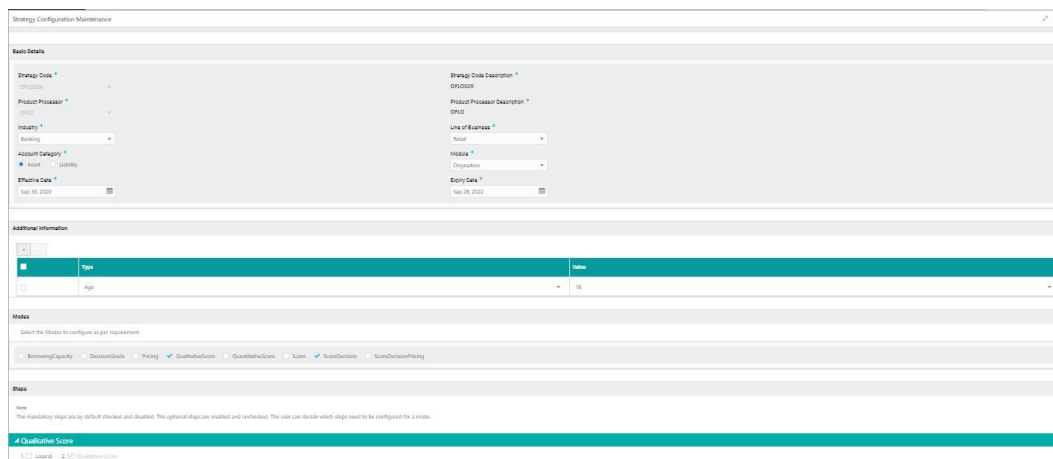 Strategy Configuration Maintenance
Basic Details
Strategy Code *
OFLO029
Strategy Code Description *
OFLO029
Product Processor *
OFLO
Product Processor Description *
OFLO
Industry *
Banking
Line of Business *
Retail
Account Category *
Asset Liability
Module *
Origination
Effective Date *
Sep 30, 2020
Expiry Date *
Sep 28, 2022
Additional Information
+
Type Value
Age 18
Modes
Select the Modes to configure as per requirement
BorrowingCapacity DecisionGrade Pricing QualitativeScore QuantitativeScore Score ScoreDecision ScoreDecisionPricing
Steps
Note
The mandatory steps are by default checked and disabled. The optional steps are enabled and unchecked. The user can decide which steps need to be configured for a mode.
Qualitative Score
1. Logical 2. Qualitative Score